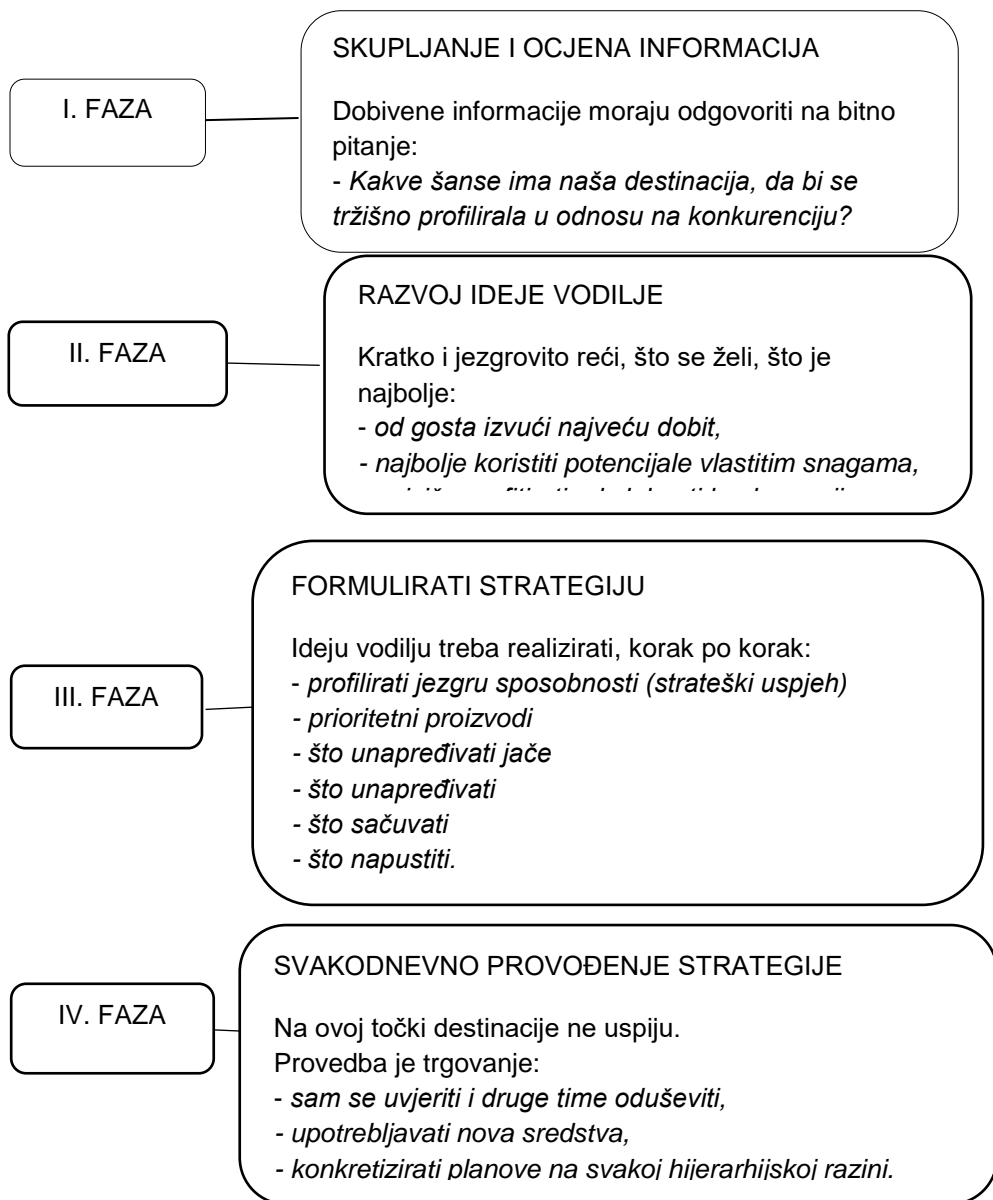 I. FAZA
SKUPLJANJE I OCJENA INFORMACIJA
Dobivene informacije moraju odgovoriti na bitno
pitanje:
- Kakve šanse ima naša destinacija, da bi se
tržišno profilirala u odnosu na konkurenciju?
II. FAZA
RAZVOJ IDEJE VODILJE
Kratko i jezgrovito reći, što se želi, što je
najbolje:
- od gosta izvući najveću dobit,
- najbolje koristiti potencijale vlastitim snagama,
III. FAZA
FORMULIRATI STRATEGIJU
Ideju vodilju treba realizirati, korak po korak:
- profilirati jezgru sposobnosti (strateški uspjeh)
- prioritetni proizvodi
- što unapređivati jače
- što unapređivati
- što sačuvati
- što napustiti.
IV. FAZA
SVAKODNEVNO PROVOĐENJE STRATEGIJE
Na ovoj točki destinacije ne uspiju.
Provedba je trgovanje:
- sam se uvjeriti i druge time oduševiti,
- upotrebljavati nova sredstva,
- konkretizirati planove na svakoj hijerarhijskoj razini.